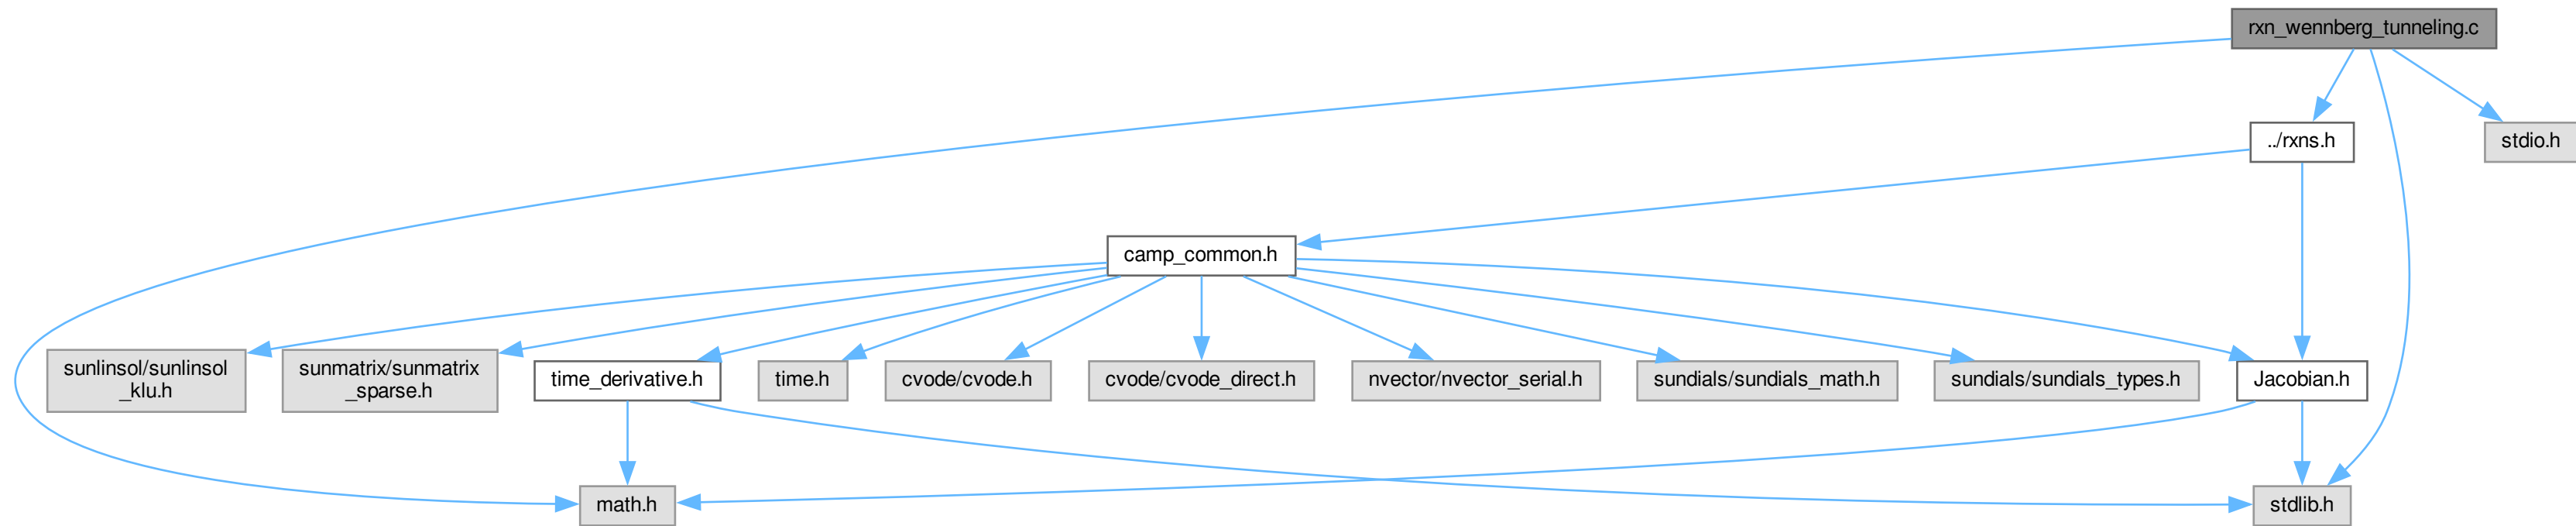 rxn_wennberg_tunneling.c
../rxns.h
stdio.h
camp_common.h
sunlinsol/sunlinsol
_klu.h
sunmatrix/sunmatrix
_sparse.h
time_derivative.h
time.h
cvode/cvode.h
cvode/cvode_direct.h
nvector/nvector_serial.h
sundials/sundials_math.h
sundials/sundials_types.h
Jacobian.h
math.h
stdlib.h